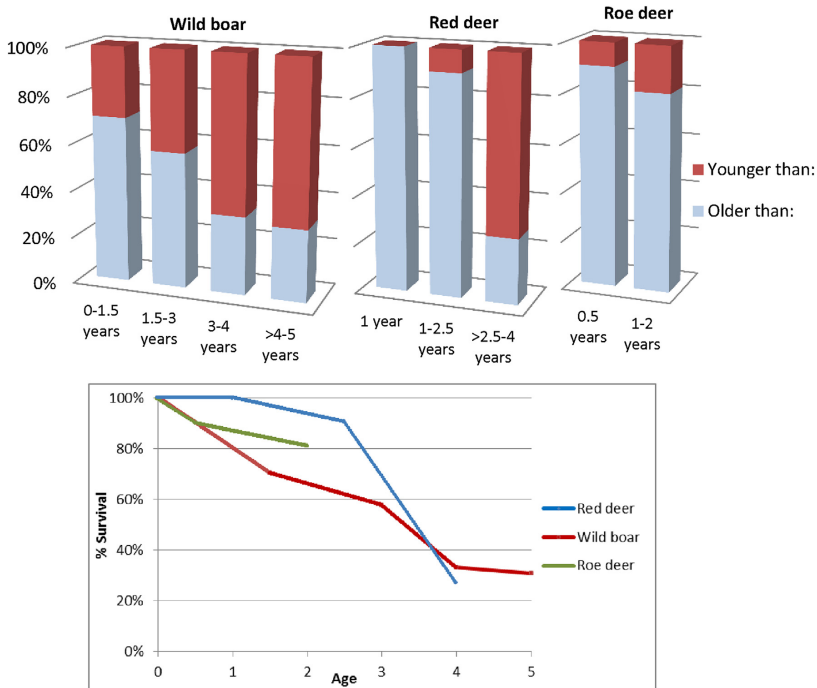 Wild boar
Red deer
Roe deer
100%
80%
60%
40%
20%
0%
0-1.5
years
1.5-3
years
3-4
years
>4-5
years
1 year
1-2.5
years
>2.5-4
years
0.5
years
1-2
years
Younger than:
Older than:
100%
80%
60%
40%
20%
0%
% Survival
0 1 2 3 4 5
Age
Red deer
Wild boar
Roe deer